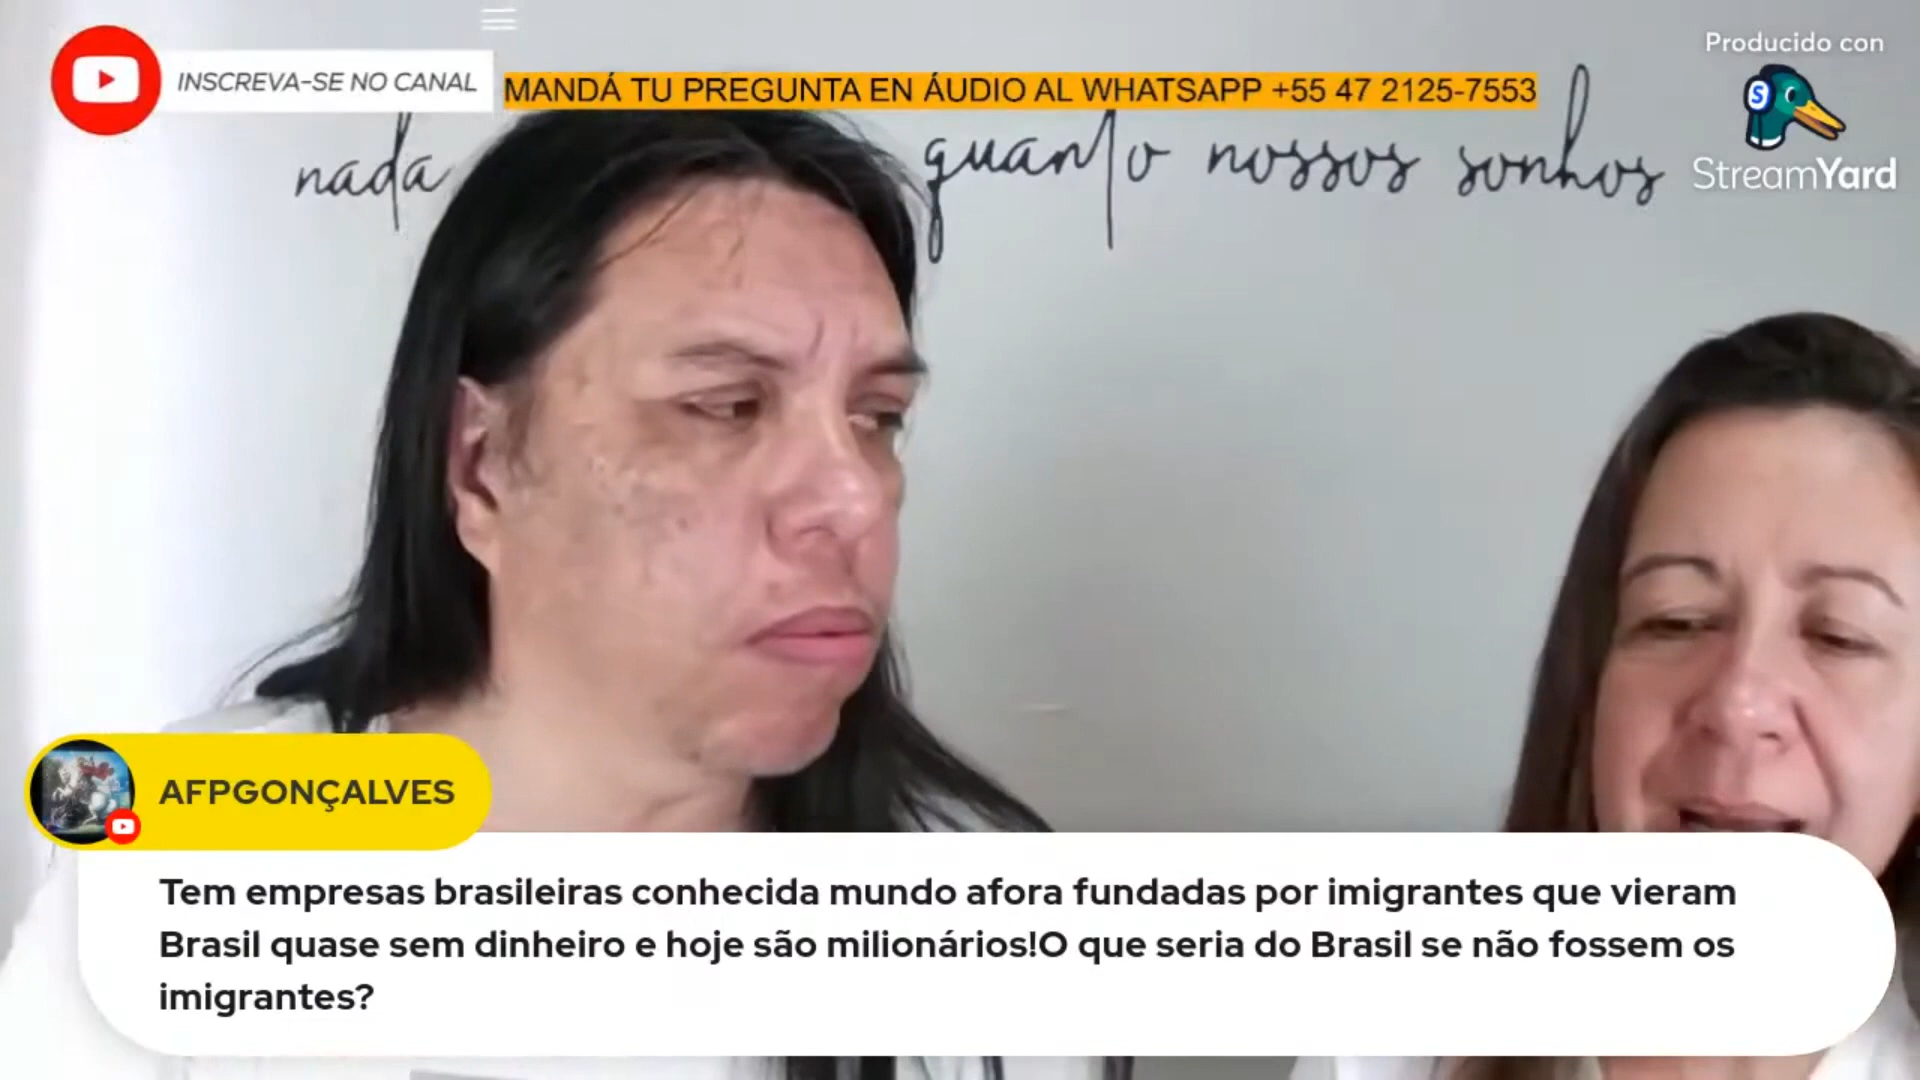 Producido con
INSCREVA-SE NO CANAL
MANDÁ TU PREGUNTA EN ÁUDIO AL WHATSAPP +55 47 2125-7553
nada quanto nossos sonhos
StreamYard
AFPGONÇALVES
Tem empresas brasileiras conhecida mundo afora fundadas por imigrantes que vieram
Brasil quase sem dinheiro e hoje são milionários!O que seria do Brasil se não fossem os
imigrantes?